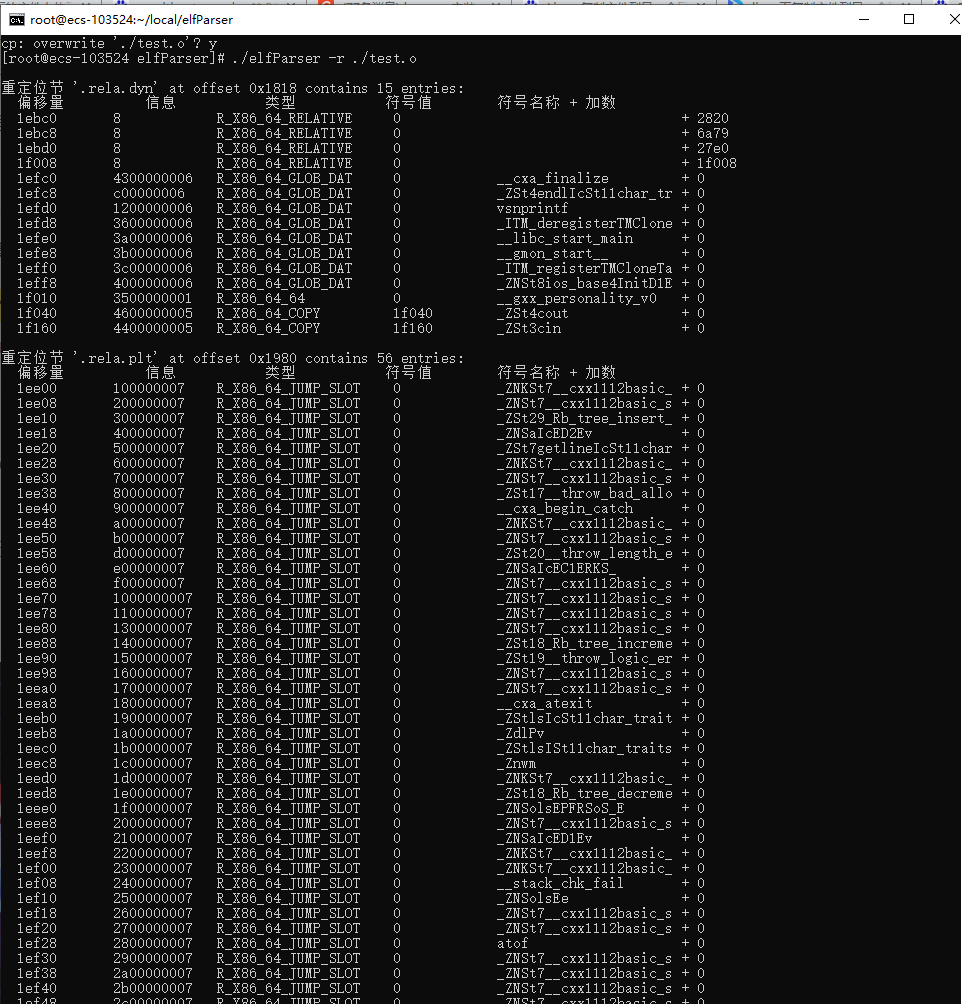 root@ecs-103524:~/local/elfParser
cp: overwrite './test.o'? y
[root@ecs-103524 elfParser]# ./elfParser -r ./test.o
重定位节 '.rela.dyn' at offset 0x1818 contains 15 entries:
偏移量 信息 类型 符号值 符号名称 + 加数
1ebc0 8 R_X86_64_RELATIVE 0 + 2820
1ebc8 8 R_X86_64_RELATIVE 0 + 6a79
1ebd0 8 R_X86_64_RELATIVE 0 + 27e0
1f008 8 R_X86_64_RELATIVE 0 + 1f008
1efc0 4300000006 R_X86_64_GLOB_DAT 0 __cxa_finalize + 0
1efc8 c00000006 R_X86_64_GLOB_DAT 0 _ZSt4endlIcSt11char_tr + 0
1efd0 1200000006 R_X86_64_GLOB_DAT 0 vsnprintf + 0
1efd8 3600000006 R_X86_64_GLOB_DAT 0 _ITM_deregisterTMClone + 0
1efe0 3a00000006 R_X86_64_GLOB_DAT 0 __libc_start_main + 0
1efe8 3b00000006 R_X86_64_GLOB_DAT 0 __gmon_start__ + 0
1eff0 3c00000006 R_X86_64_GLOB_DAT 0 _ITM_registerTMCloneTa + 0
1eff8 4000000006 R_X86_64_GLOB_DAT 0 _ZNSt8ios_base4InitD1E + 0
1f010 3500000001 R_X86_64_64 0 __gxx_personality_v0 + 0
1f040 4600000005 R_X86_64_COPY 1f040 _ZSt4cout + 0
1f160 4400000005 R_X86_64_COPY 1f160 _ZSt3cin + 0
重定位节 '.rela.plt' at offset 0x1980 contains 56 entries:
偏移量 信息 类型 符号值 符号名称 + 加数
1ee00 100000007 R_X86_64_JUMP_SLOT 0 _ZNKSt7__cxx1112basic_ + 0
1ee08 200000007 R_X86_64_JUMP_SLOT 0 _ZNSt7__cxx1112basic_s + 0
1ee10 300000007 R_X86_64_JUMP_SLOT 0 _ZSt29_Rb_tree_insert_ + 0
1ee18 400000007 R_X86_64_JUMP_SLOT 0 _ZNSaIcED2Ev + 0
1ee20 500000007 R_X86_64_JUMP_SLOT 0 _ZSt7getlineIcSt11char + 0
1ee28 600000007 R_X86_64_JUMP_SLOT 0 _ZNKSt7__cxx1112basic_ + 0
1ee30 700000007 R_X86_64_JUMP_SLOT 0 _ZNSt7__cxx1112basic_s + 0
1ee38 800000007 R_X86_64_JUMP_SLOT 0 _ZSt17__throw_bad_allo + 0
1ee40 900000007 R_X86_64_JUMP_SLOT 0 __cxa_begin_catch + 0
1ee48 a00000007 R_X86_64_JUMP_SLOT 0 _ZNKSt7__cxx1112basic_ + 0
1ee50 b00000007 R_X86_64_JUMP_SLOT 0 _ZNSt7__cxx1112basic_s + 0
1ee58 d00000007 R_X86_64_JUMP_SLOT 0 _ZSt20__throw_length_e + 0
1ee60 e00000007 R_X86_64_JUMP_SLOT 0 _ZNSaIcEC1ERKS_ + 0
1ee68 f00000007 R_X86_64_JUMP_SLOT 0 _ZNSt7__cxx1112basic_s + 0
1ee70 1000000007 R_X86_64_JUMP_SLOT 0 _ZNSt7__cxx1112basic_s + 0
1ee78 1100000007 R_X86_64_JUMP_SLOT 0 _ZNSt7__cxx1112basic_s + 0
1ee80 1300000007 R_X86_64_JUMP_SLOT 0 _ZNSt7__cxx1112basic_s + 0
1ee88 1400000007 R_X86_64_JUMP_SLOT 0 _ZSt18_Rb_tree_increme + 0
1ee90 1500000007 R_X86_64_JUMP_SLOT 0 _ZSt19__throw_logic_er + 0
1ee98 1600000007 R_X86_64_JUMP_SLOT 0 _ZNSt7__cxx1112basic_s + 0
1eea0 1700000007 R_X86_64_JUMP_SLOT 0 _ZNSt7__cxx1112basic_s + 0
1eea8 1800000007 R_X86_64_JUMP_SLOT 0 __cxa_atexit + 0
1eeb0 1900000007 R_X86_64_JUMP_SLOT 0 _ZStlsIcSt11char_trait + 0
1eeb8 1a00000007 R_X86_64_JUMP_SLOT 0 _ZdlPv + 0
1eec0 1b00000007 R_X86_64_JUMP_SLOT 0 _ZStlsISt11char_traits + 0
1eec8 1c00000007 R_X86_64_JUMP_SLOT 0 _Znwm + 0
1eed0 1d00000007 R_X86_64_JUMP_SLOT 0 _ZNKSt7__cxx1112basic_ + 0
1eed8 1e00000007 R_X86_64_JUMP_SLOT 0 _ZSt18_Rb_tree_decreme + 0
1eee0 1f00000007 R_X86_64_JUMP_SLOT 0 _ZNSolsEPFRSoS_E + 0
1eee8 2000000007 R_X86_64_JUMP_SLOT 0 _ZNSt7__cxx1112basic_s + 0
1eef0 2100000007 R_X86_64_JUMP_SLOT 0 _ZNSaIcED1Ev + 0
1eef8 2200000007 R_X86_64_JUMP_SLOT 0 _ZNKSt7__cxx1112basic_ + 0
1ef00 2300000007 R_X86_64_JUMP_SLOT 0 _ZNKSt7__cxx1112basic_ + 0
1ef08 2400000007 R_X86_64_JUMP_SLOT 0 __stack_chk_fail + 0
1ef10 2500000007 R_X86_64_JUMP_SLOT 0 _ZNSolsEe + 0
1ef18 2600000007 R_X86_64_JUMP_SLOT 0 _ZNSt7__cxx1112basic_s + 0
1ef20 2700000007 R_X86_64_JUMP_SLOT 0 _ZNSt7__cxx1112basic_s + 0
1ef28 2800000007 R_X86_64_JUMP_SLOT 0 atof + 0
1ef30 2900000007 R_X86_64_JUMP_SLOT 0 _ZNSt7__cxx1112basic_s + 0
1ef38 2a00000007 R_X86_64_JUMP_SLOT 0 _ZNSt7__cxx1112basic_s + 0
1ef40 2b00000007 R_X86_64_JUMP_SLOT 0 _ZNSt7__cxx1112basic_s + 0